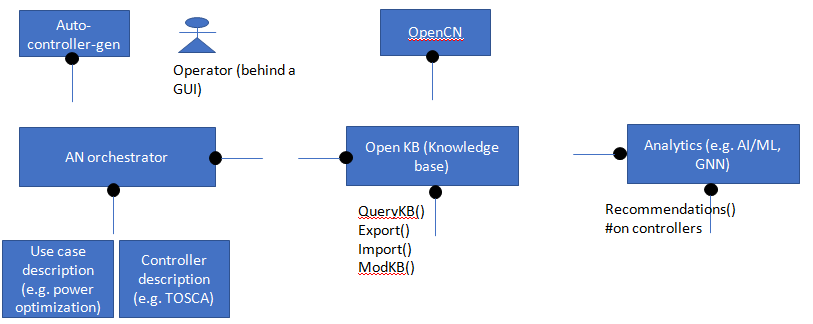 Auto-
controller-gen
Operator (behind a
GUI)
OpenCN
AN orchestrator
Open KB (Knowledge
base)
Analytics (e.g. AI/ML,
GNN)
QueryKB()
Export()
Import()
ModKB()
Recommendations()
#on controllers
Use case
description
(e.g. power
optimization)
Controller
description
(e.g. TOSCA)